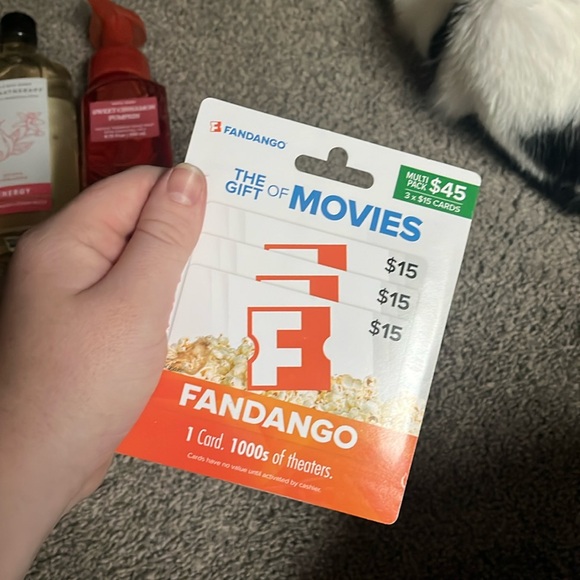 FANDANGO
THE GIFT OF MOVIES
MULTI PACK $45
3 x $15 CARDS
$15
$15
$15
F
FANDANGO
1 Card. 1000s of theaters.
Cards have no value until activated by cashier.
SWEET CINNAMON
PUMPKIN
ENERGY